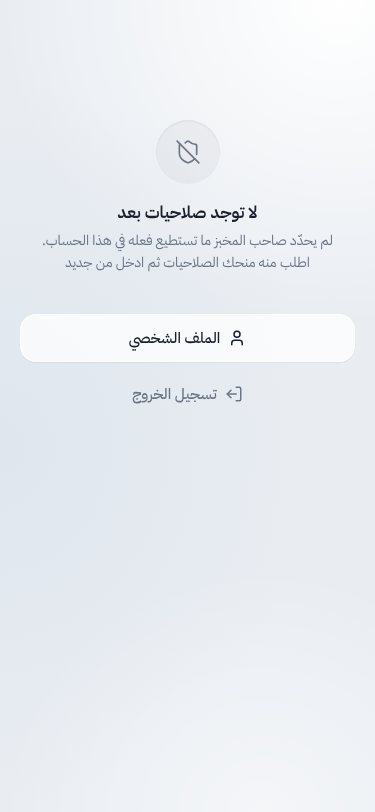 لا توجد صلاحيات بعد
لم يحدّد صاحب المخبز ما تستطيع فعله في هذا الحساب.
اطلب منه منحك الصلاحيات ثم ادخل من جديد
الملف الشخصي
تسجيل الخروج